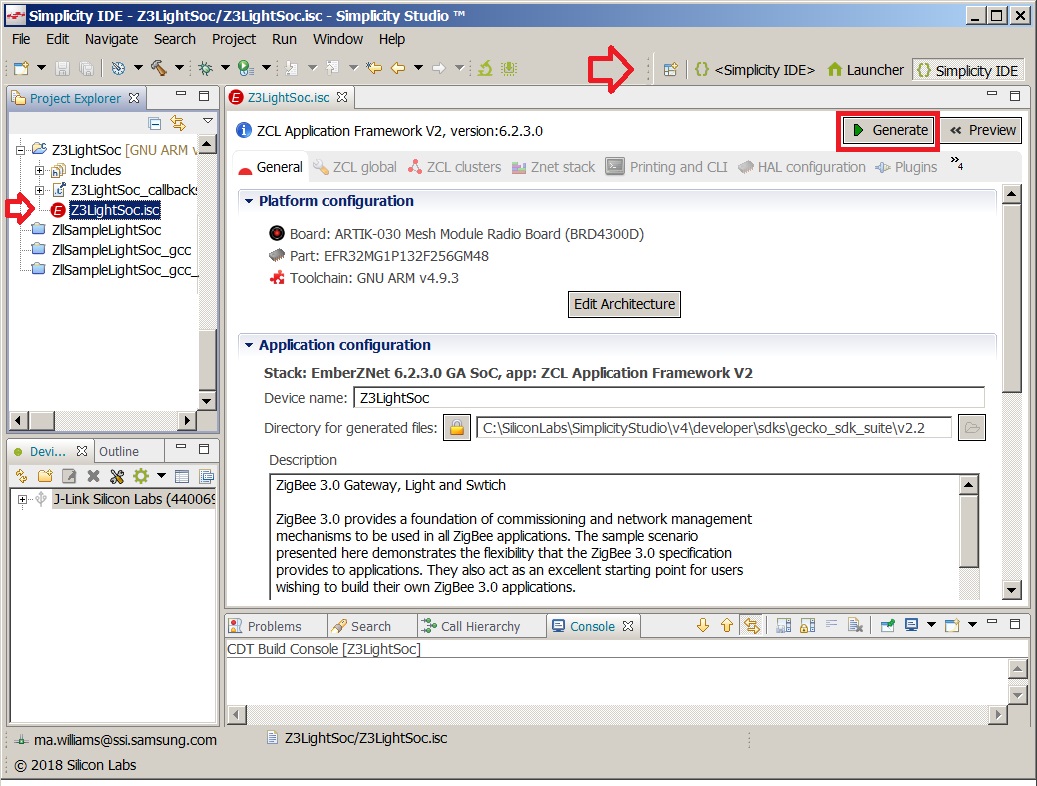 Simplicity IDE - Z3LightSoc/Z3LightSoc.isc - Simplicity Studio ™
File Edit Navigate Search Project Run Window Help
<Simplicity IDE> Launcher Simplicity IDE
Project Explorer
Z3LightSoc [GNU ARM v
Includes
Z3LightSoc_callbacks
Z3LightSoc.isc
ZllSampleLightSoc
ZllSampleLightSoc_gcc
ZllSampleLightSoc_gcc_
Z3LightSoc.isc
ZCL Application Framework V2, version:6.2.3.0
Generate
Preview
General ZCL global ZCL clusters Znet stack Printing and CLI HAL configuration Plugins »4
Platform configuration
Board: ARTIK-030 Mesh Module Radio Board (BRD4300D)
Part: EFR32MG1P132F256GM48
Toolchain: GNU ARM v4.9.3
Edit Architecture
Application configuration
Stack: EmberZNet 6.2.3.0 GA SoC, app: ZCL Application Framework V2
Device name: Z3LightSoc
Directory for generated files: C:\SiliconLabs\SimplicityStudio\v4\developer\sdks\gecko_sdk_suite\v2.2
Description
ZigBee 3.0 Gateway, Light and Swtich
ZigBee 3.0 provides a foundation of commissioning and network management
mechanisms to be used in all ZigBee applications. The sample scenario
presented here demonstrates the flexibility that the ZigBee 3.0 specification
provides to applications. They also act as an excellent starting point for users
wishing to build their own ZigBee 3.0 applications.
Devi... Outline
J-Link Silicon Labs (440069
Problems Search Call Hierarchy Console
CDT Build Console [Z3LightSoc]
ma.williams@ssi.samsung.com
Z3LightSoc/Z3LightSoc.isc
© 2018 Silicon Labs